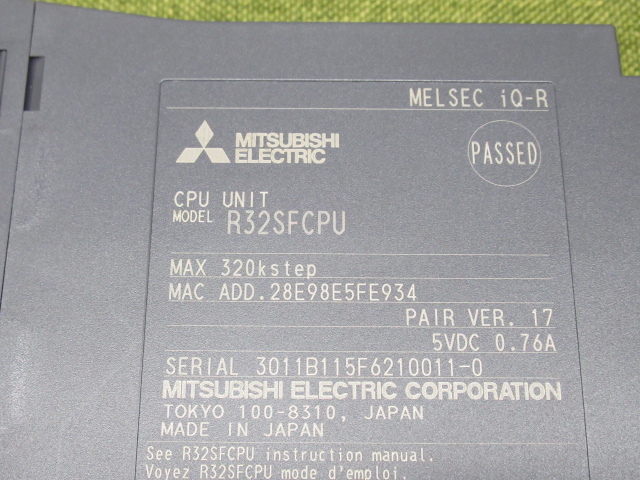 MELSEC iQ-R
MITSUBISHI
ELECTRIC
PASSED
CPU UNIT
MODEL R32SFCPU
MAX 320kstep
MAC ADD.28E98E5FE934
PAIR VER. 17
5VDC 0.76A
SERIAL 3011B115F6210011-0
MITSUBISHI ELECTRIC CORPORATION
TOKYO 100-8310, JAPAN
MADE IN JAPAN
See R32SFCPU instruction manual.
Voyez R32SFCPU mode d'emploi.